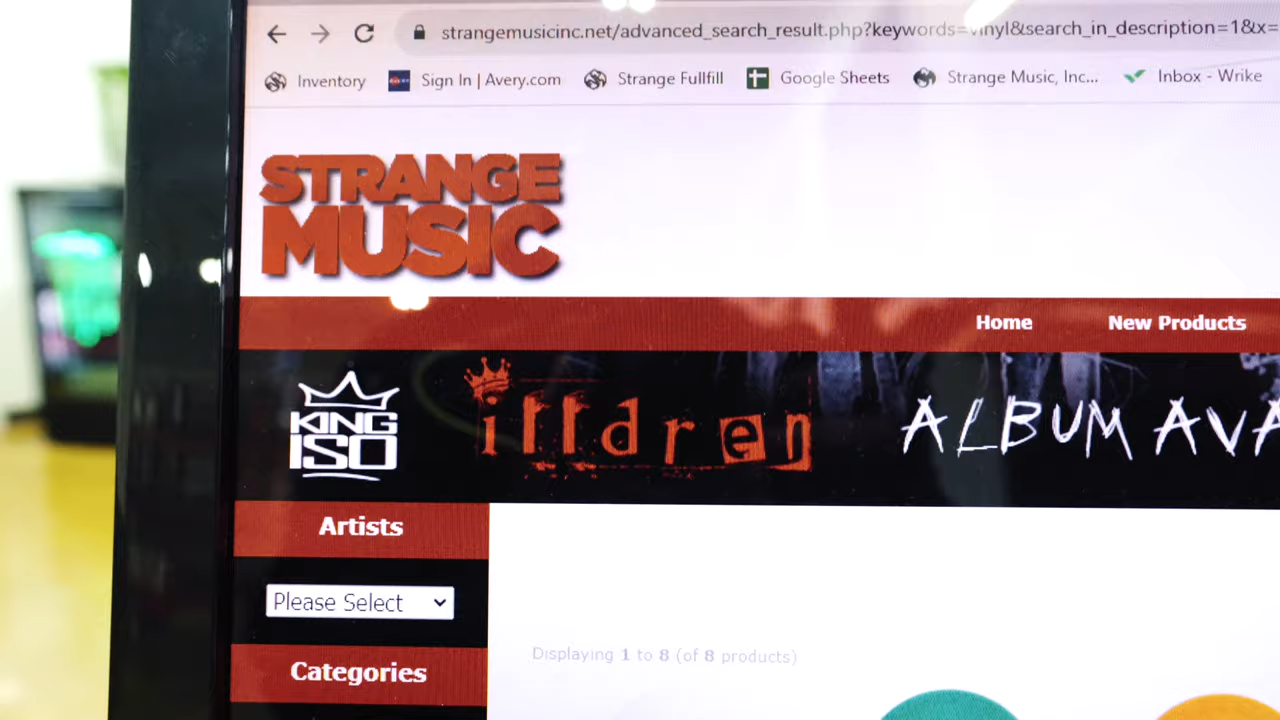 strangemusicinc.net/advanced_search_result.php?keywords=vinyl&search_in_description=1&x=
Inventory Sign In | Avery.com Strange Fullfill Google Sheets Strange Music, Inc... Inbox - Wrike
STRANGE
MUSIC
Home New Products
KING
ISO
illdren
ALBUM AVA
Artists
Please Select
Displaying 1 to 8 (of 8 products)
Categories